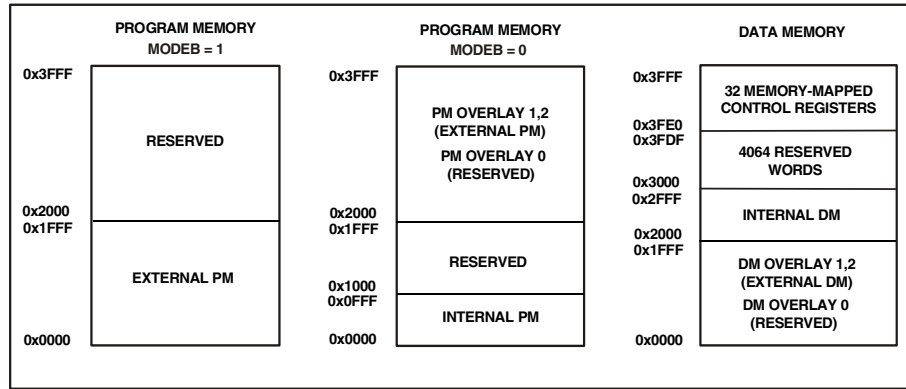 PROGRAM MEMORY
MODEB = 1
0x3FFF
RESERVED
0x2000
0x1FFF
EXTERNAL PM
0x0000
PROGRAM MEMORY
MODEB = 0
0x3FFF
PM OVERLAY 1,2
(EXTERNAL PM)
PM OVERLAY 0
(RESERVED)
0x2000
0x1FFF
RESERVED
0x1000
0x0FFF
INTERNAL PM
0x0000
DATA MEMORY
0x3FFF
32 MEMORY-MAPPED
CONTROL REGISTERS
0x3FE0
0x3FDF
4064 RESERVED
WORDS
0x3000
0x2FFF
INTERNAL DM
0x2000
0x1FFF
DM OVERLAY 1,2
(EXTERNAL DM)
DM OVERLAY 0
(RESERVED)
0x0000